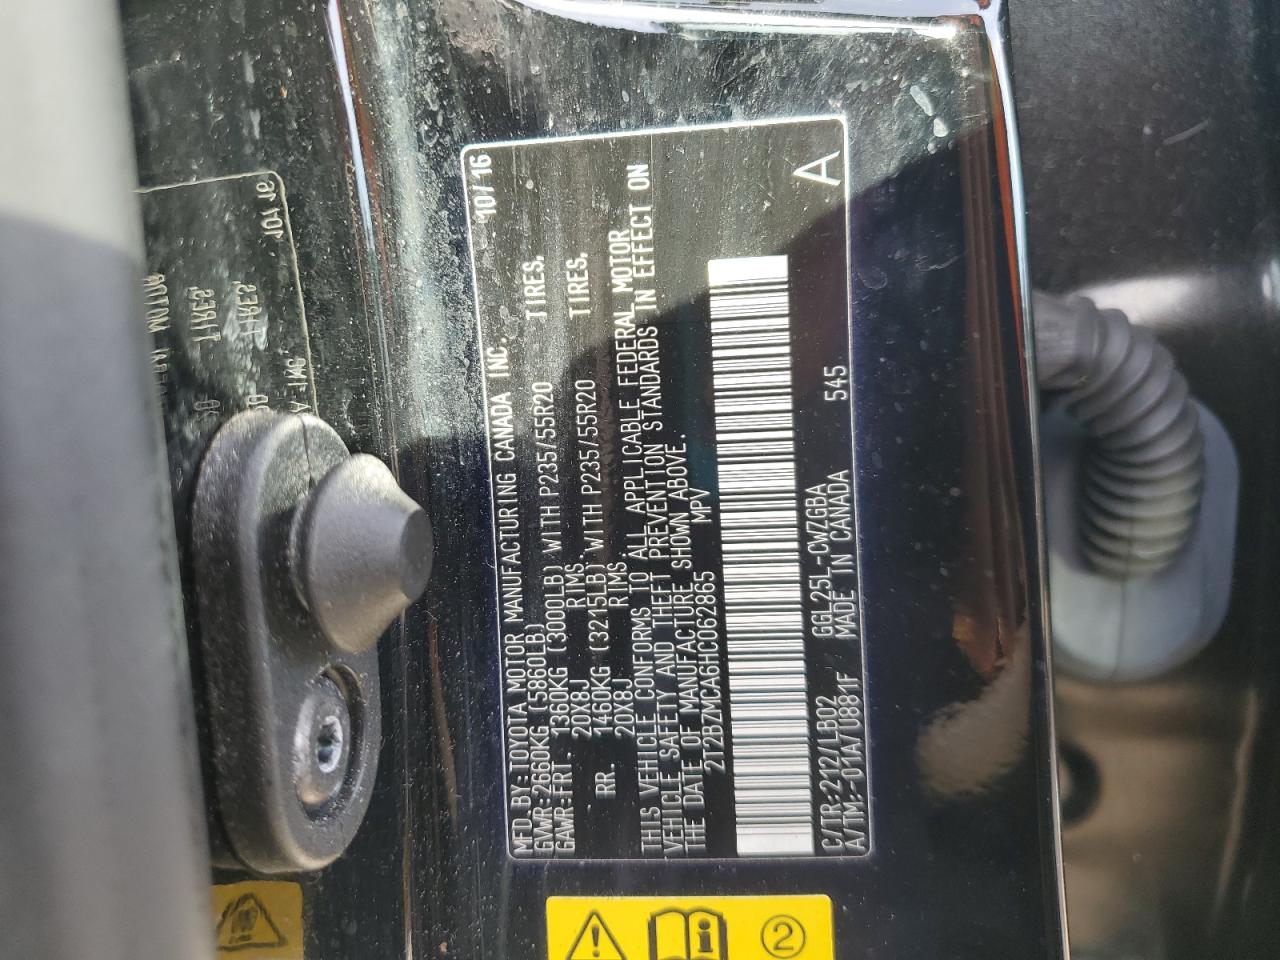 MFD.BY:TOYOTA MOTOR MANUFACTURING CANADA INC. 10/16
GVWR:2660KG (5860LB)
GAWR:FRT. 1360KG (3000LB) WITH P235/55R20 TIRES,
20X8J RIMS.
RR. 1460KG (3215LB) WITH P235/55R20 TIRES,
20X8J RIMS.
THIS VEHICLE CONFORMS TO ALL APPLICABLE FEDERAL MOTOR
VEHICLE SAFETY AND THEFT PREVENTION STANDARDS IN EFFECT ON
THE DATE OF MANUFACTURE SHOWN ABOVE.
2T2BZMCA6HC062865 MPV A
C/TR:212/LB02 GGL25L-CWZGBA
A/TM:-01A/U881F MADE IN CANADA 545
2